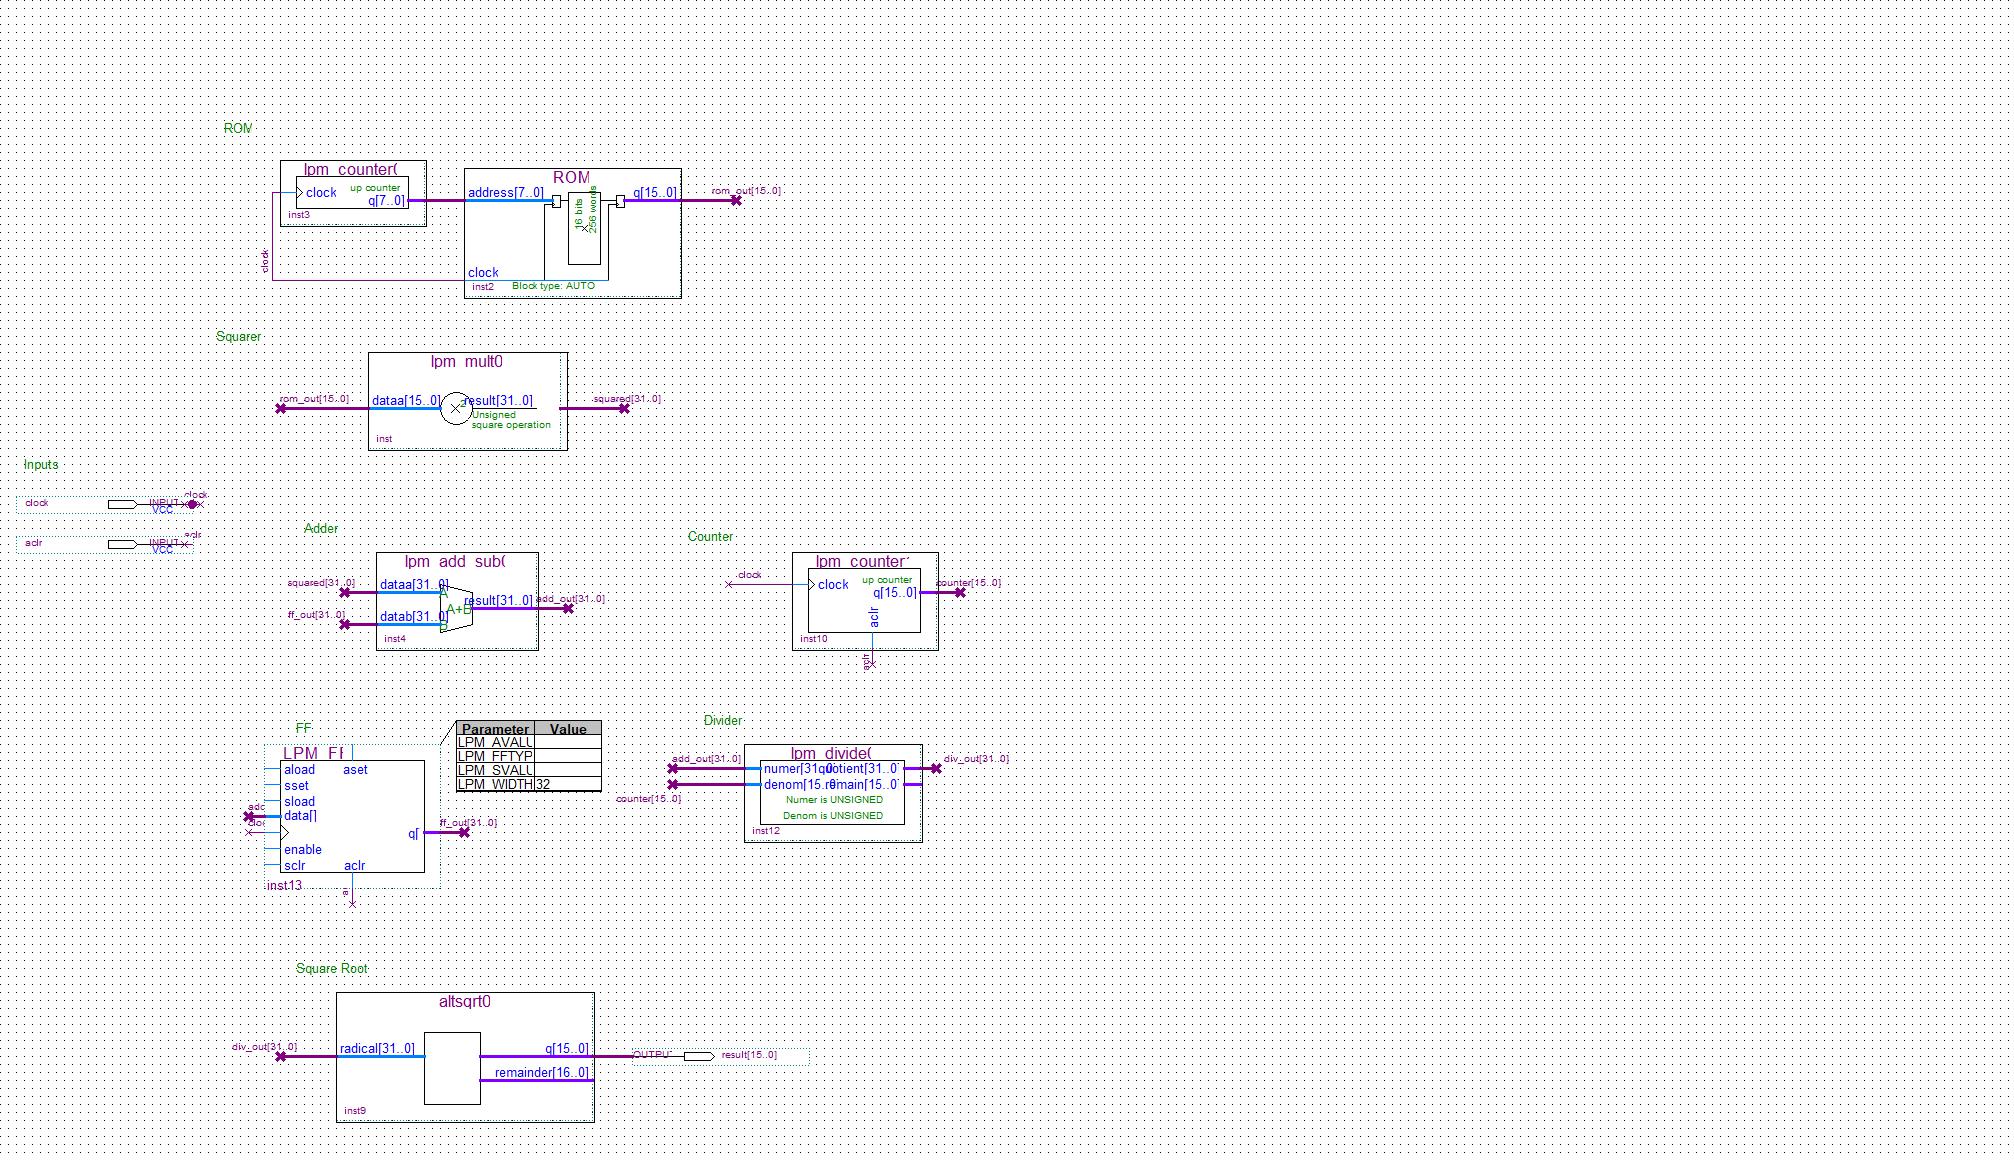 ROM
lpm_counter0
clock
up counter
q[7..0]
inst3
clock
ROM
address[7..0]
16 bits
256 words
q[15..0]
clock
inst2
Block type: AUTO
rom_out[15..0]
Squarer
lpm_mult0
rom_out[15..0]
dataa[15..0]
result[31..0]
Unsigned
square operation
inst
squared[31..0]
Inputs
clock
INPUT
VCC
clock
aclr
INPUT
VCC
aclr
Adder
lpm_add_sub0
squared[31..0]
dataa[31..0]
A
A+B
B
result[31..0]
add_out[31..0]
ff_out[31..0]
datab[31..0]
inst4
Counter
lpm_counter1
clock
clock
up counter
q[15..0]
aclr
inst10
counter[15..0]
aclr
FF
LPM_FF
aload
aset
sset
sload
add
data[]
cloc
q[
ff_out[31..0]
enable
sclr
aclr
inst13
a
Parameter Value
LPM_AVALU
LPM_FFTYP
LPM_SVALU
LPM_WIDTH 32
Divider
lpm_divide0
add_out[31..0]
numer[31..0]
quotient[31..0]
div_out[31..0]
denom[15..0]
remain[15..0]
counter[15..0]
Numer is UNSIGNED
Denom is UNSIGNED
inst12
Square Root
altsqrt0
div_out[31..0]
radical[31..0]
q[15..0]
remainder[16..0]
inst9
OUTPUT
result[15..0]